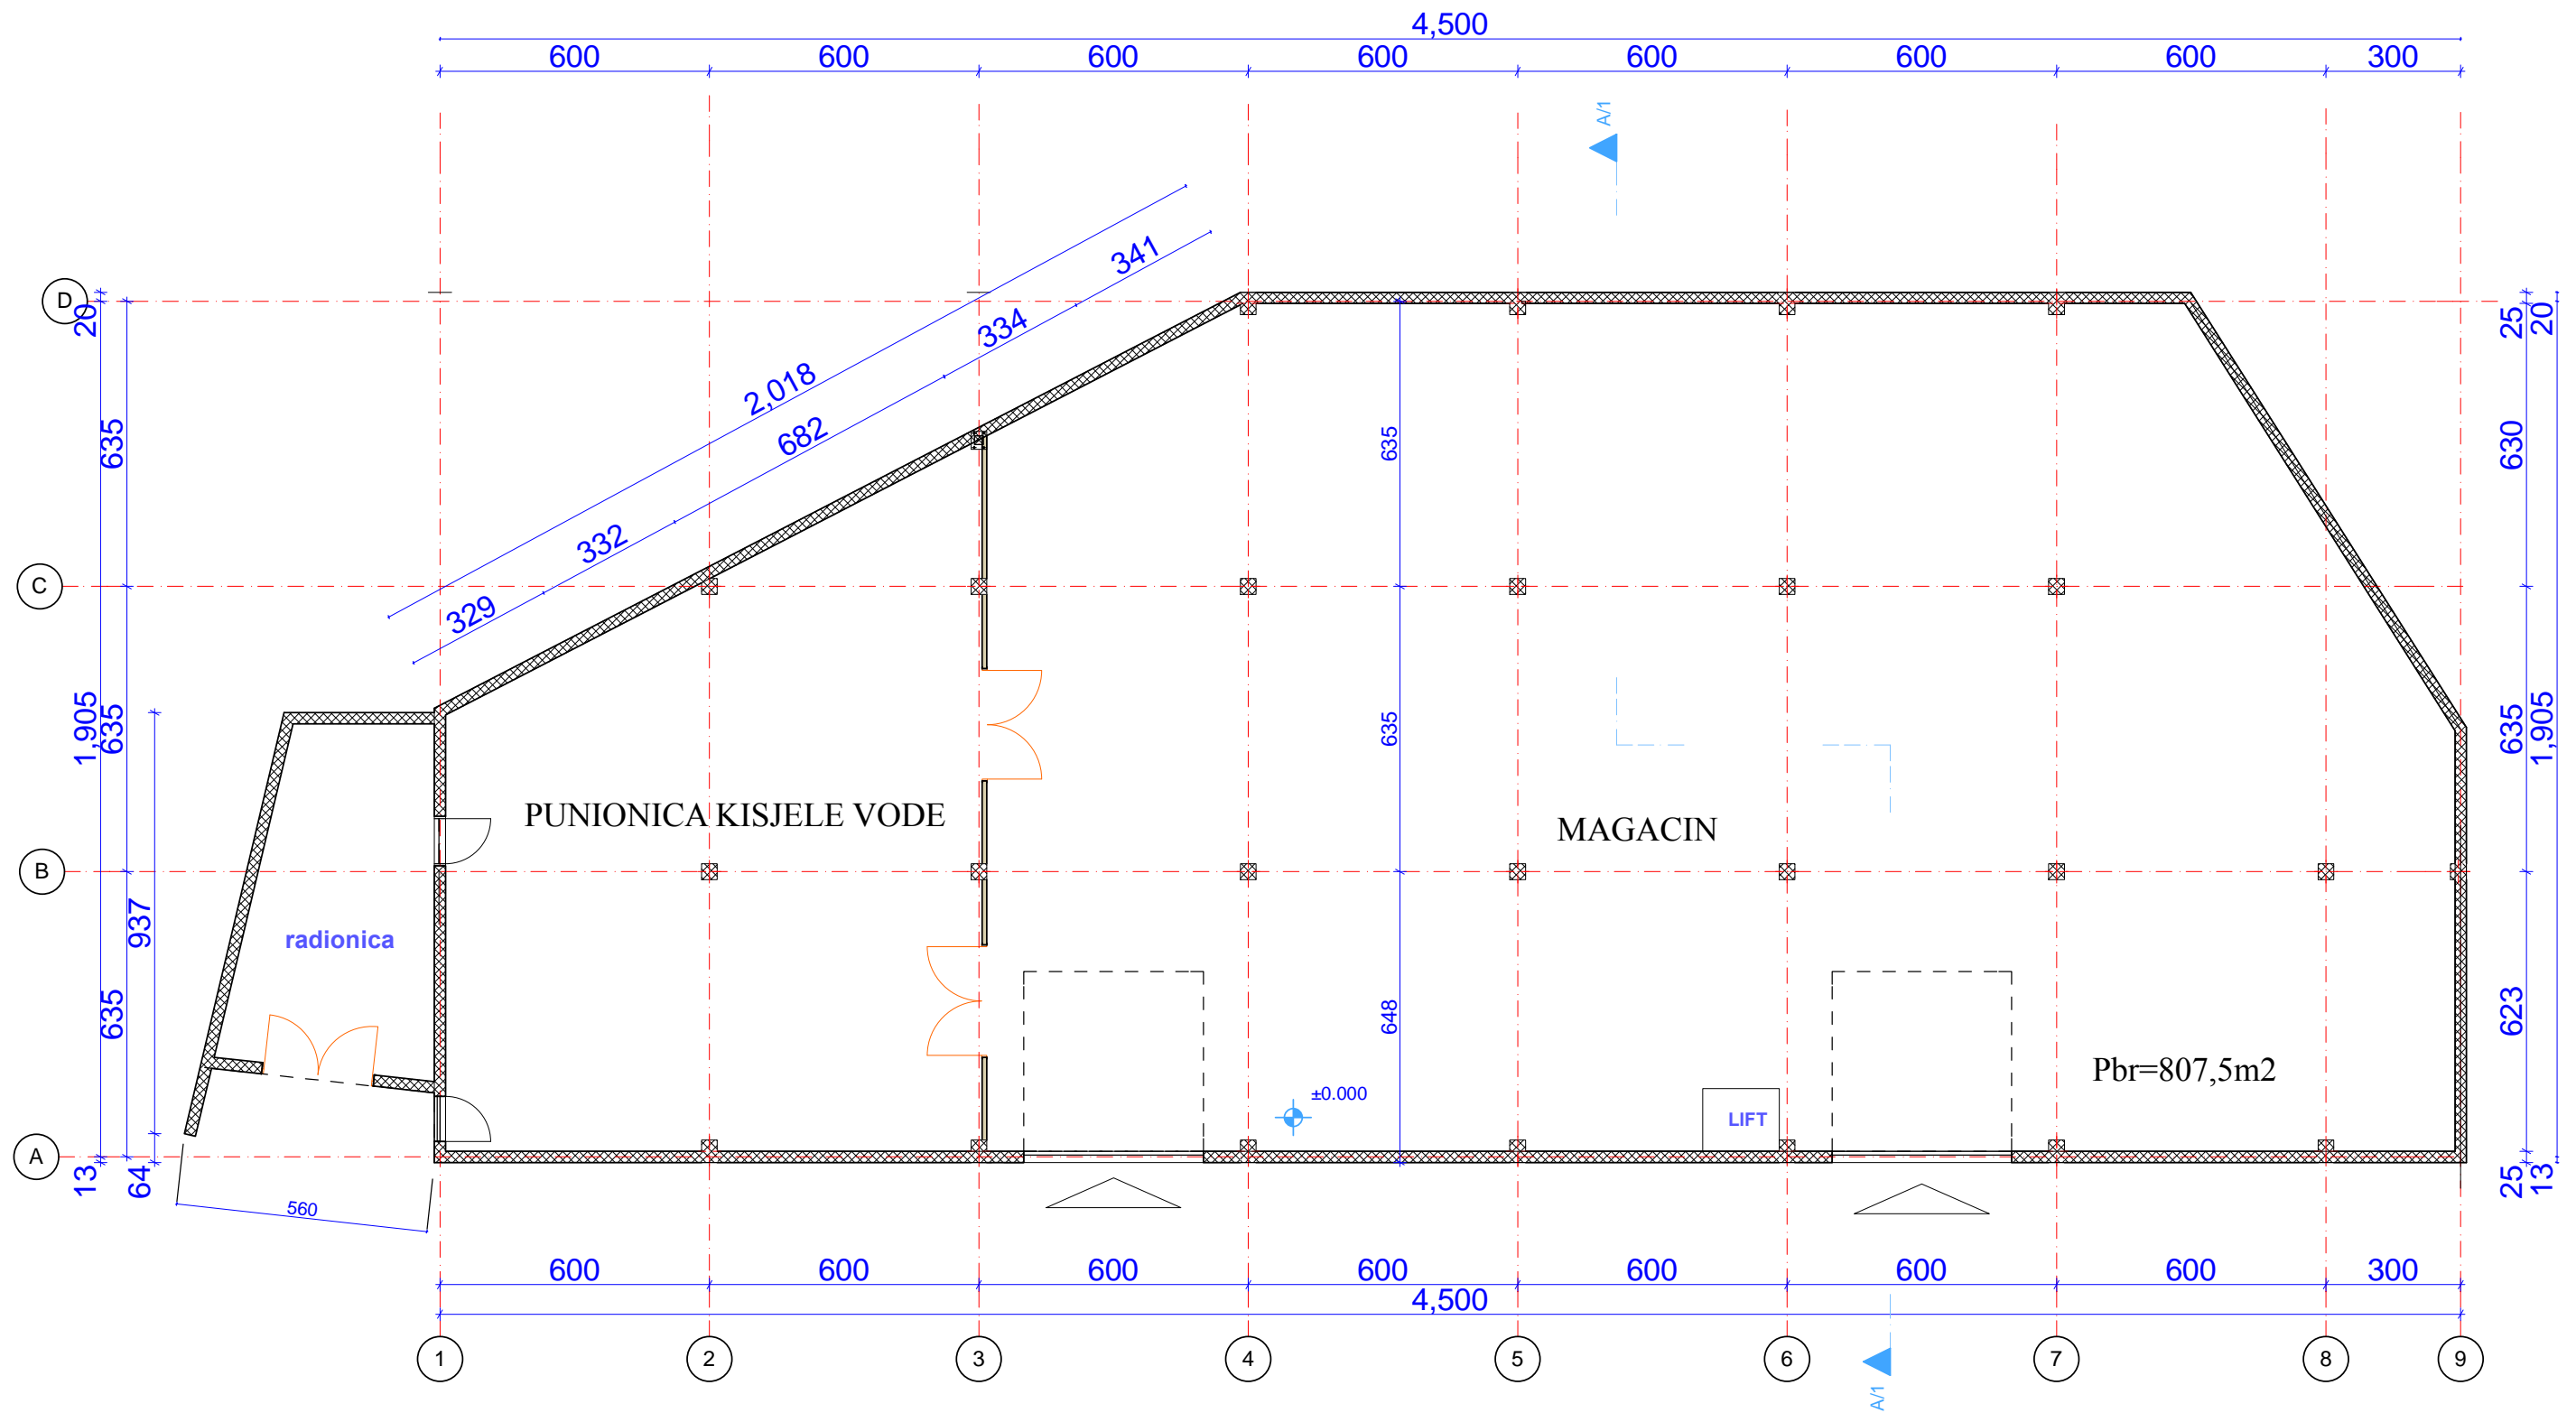 4,500
600 600 600 600 600 600 600 300
A/1
D
20
25
20
341
334
2,018
682
635
635
630
C
332
329
1,905
635
635
635
1,905
PUNIONICA KISJELE VODE
MAGACIN
B
937
radionica
635
648
623
Pbr=807,5m2
±0.000
LIFT
A
13
64
25
13
560
600 600 600 600 600 600 600 300
4,500
1 2 3 4 5 6 7 8 9
A/1